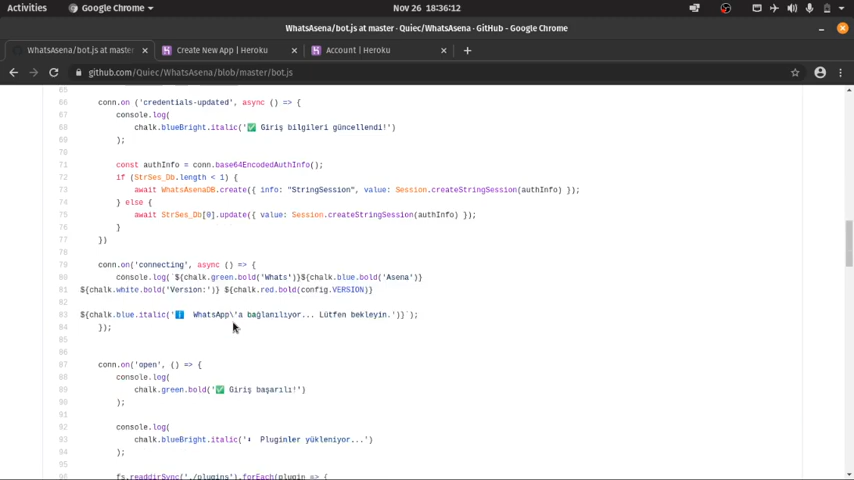 Activities
Google Chrome
Nov 26 18:36:12
WhatsAsena/bot.js at master · Quiec/WhatsAsena · GitHub - Google Chrome
WhatsAsena/bot.js at maste
Create New App | Heroku
Account | Heroku
github.com/Quiec/WhatsAsena/blob/master/bot.js
65
66 conn.on ('credentials-updated', async () => {
67 console.log(
68 chalk.blueBright.italic('✅ Giriş bilgileri güncellendi!')
69 );
70
71 const authInfo = conn.base64EncodedAuthInfo();
72 if (StrSes_Db.length < 1) {
73 await WhatsAsenaDB.create({ info: "StringSession", value: Session.createStringSession(authInfo) });
74 } else {
75 await StrSes_Db[0].update({ value: Session.createStringSession(authInfo) });
76 }
77 })
78
79 conn.on('connecting', async () => {
80 console.log(`${chalk.green.bold('Whats')}${chalk.blue.bold('Asena')}
81 ${chalk.white.bold('Version:')} ${chalk.red.bold(config.VERSION)}
82
83 ${chalk.blue.italic('ℹ️ WhatsApp\'a bağlanılıyor... Lütfen bekleyin.')}`);
84 });
85
86
87 conn.on('open', () => {
88 console.log(
89 chalk.green.bold('✅ Giriş başarılı!')
90 );
91
92 console.log(
93 chalk.blueBright.italic('⬇️ Pluginler yükleniyor...')
94 );
95
96 fs.readdirSync('./plugins').forEach(plugin => {